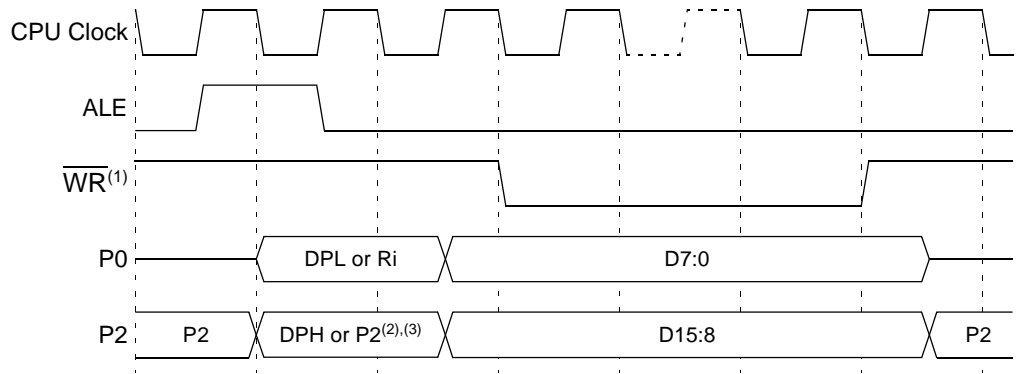 CPU Clock
ALE
WR(1)
P0 DPL or Ri D7:0
P2 P2 DPH or P2(2),(3) D15:8 P2